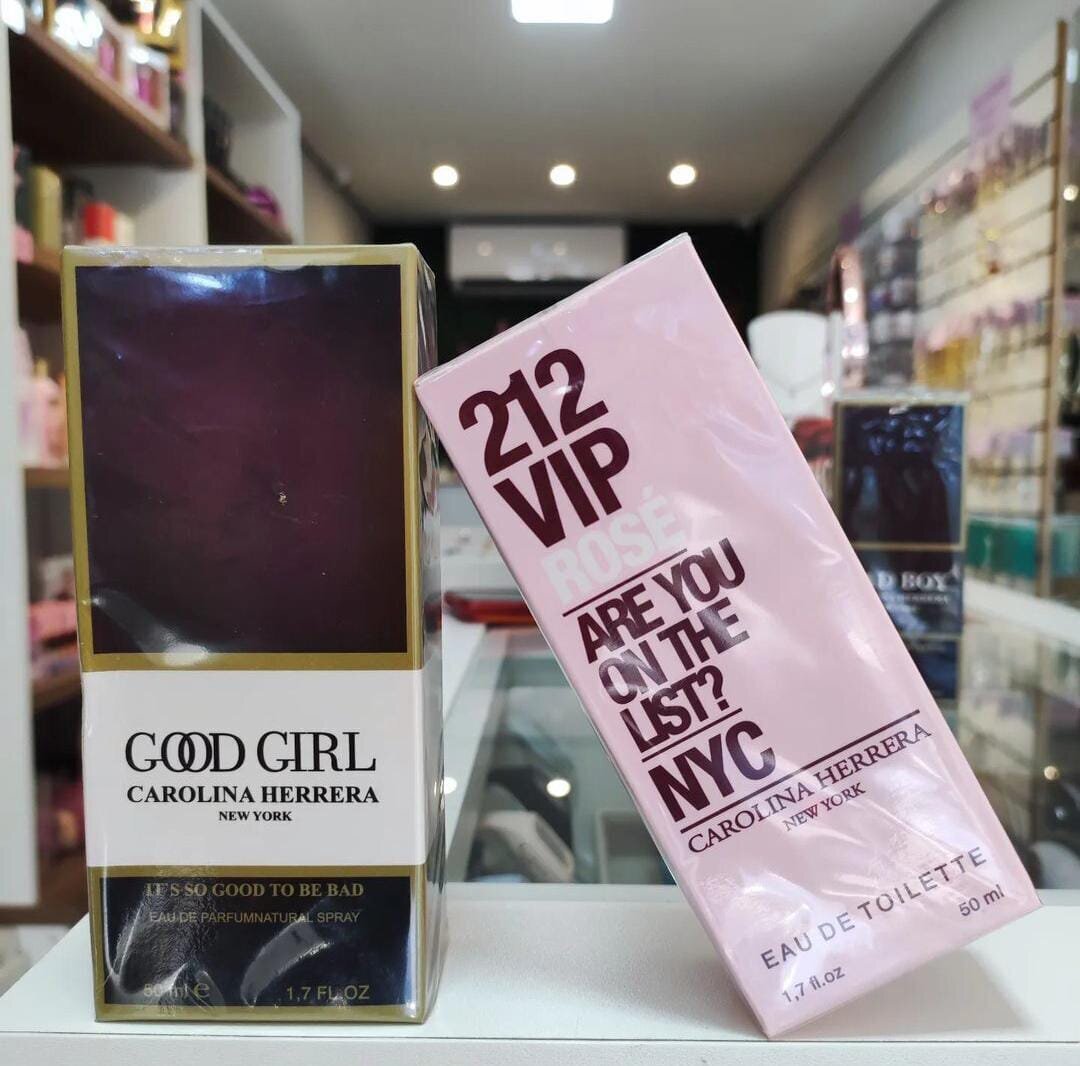 GOOD GIRL
CAROLINA HERRERA
NEW YORK
IT'S SO GOOD TO BE BAD
EAU DE PARFUMNATURAL SPRAY
50 ml e
1,7 FL.OZ
212
VIP
ROSÉ
ARE YOU
ON THE
LIST?
NYC
CAROLINA HERRERA
NEW YORK
EAU DE TOILETTE
1,7 fl.oz
50 ml
D BOY